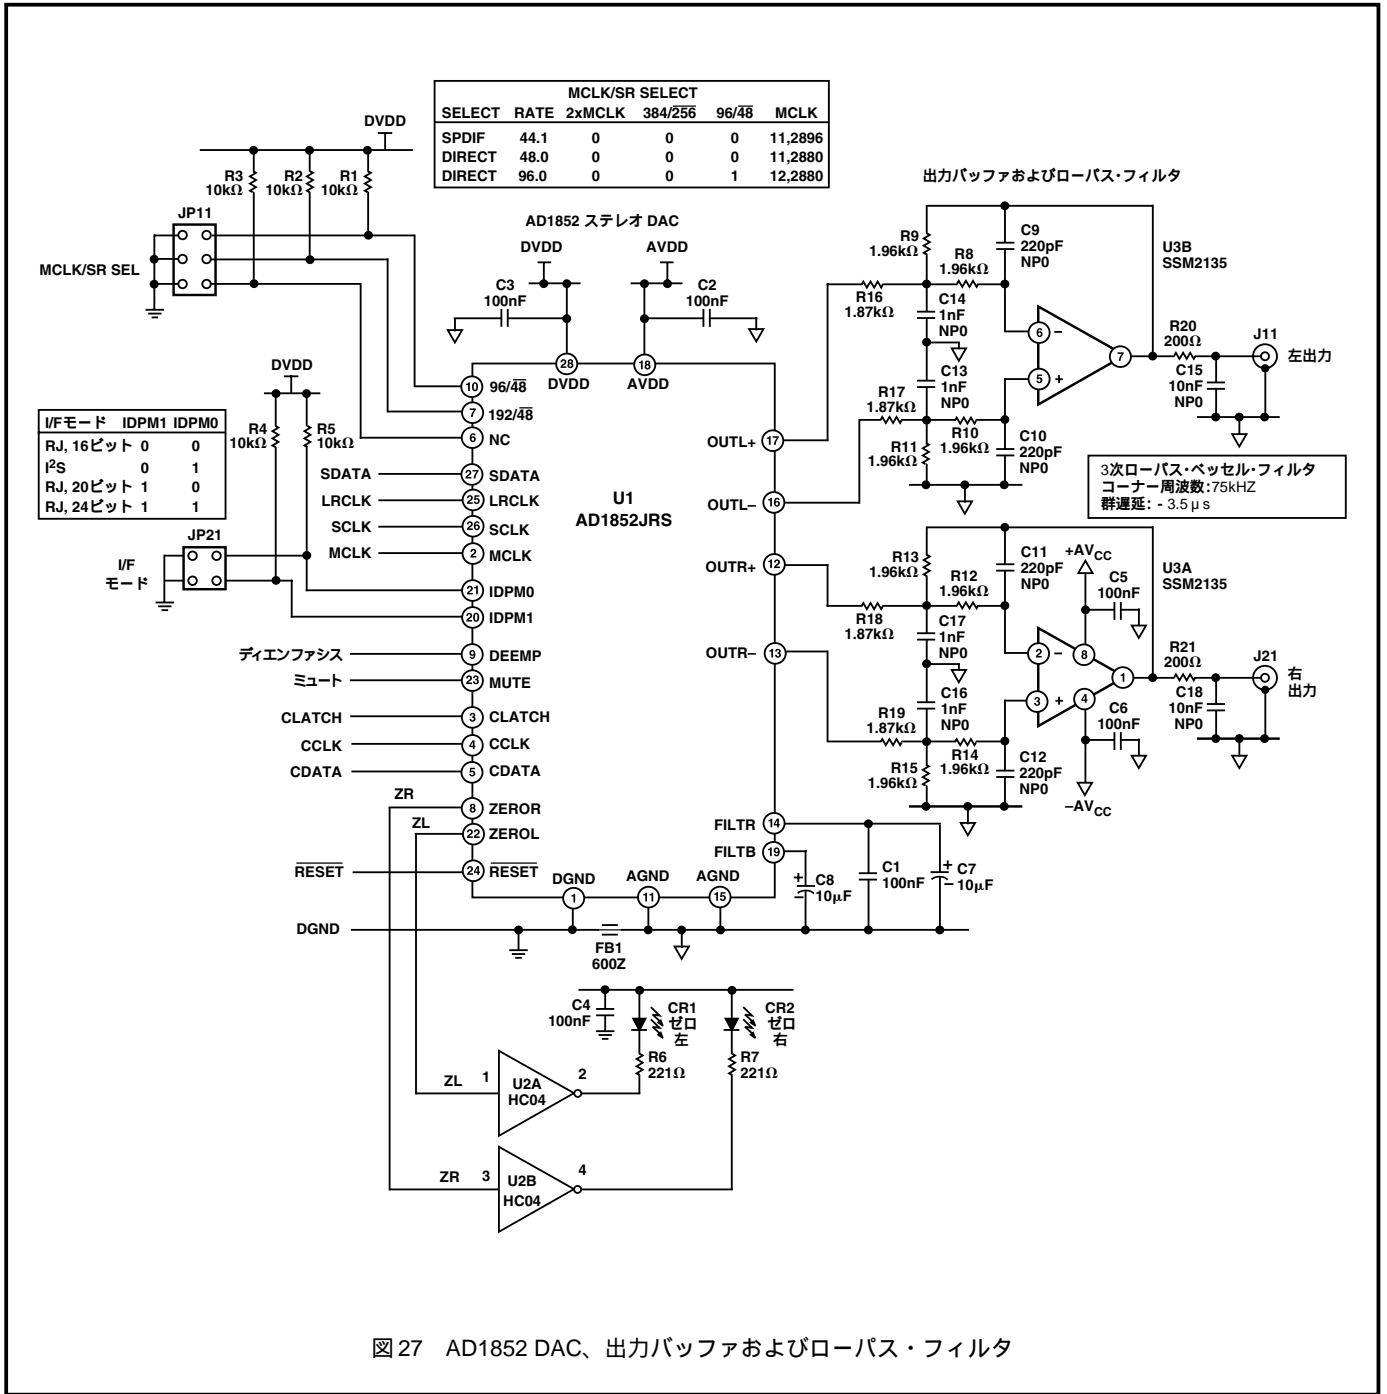 MCLK/SR SELECT
SELECT RATE 2xMCLK 384/256 96/48 MCLK
SPDIF 44.1 0 0 0 11,2896
DIRECT 48.0 0 0 0 11,2880
DIRECT 96.0 0 0 1 12,2880
DVDD
R3 10kΩ
R2 10kΩ
R1 10kΩ
JP11
MCLK/SR SEL
AD1852 ステレオ DAC
DVDD
AVDD
C3 100nF
C2 100nF
28 DVDD
18 AVDD
10 96/48
7 192/48
6 NC
DVDD
R4 10kΩ
R5 10kΩ
I/Fモード IDPM1 IDPM0
RJ, 16ビット 0 0
I²S 0 1
RJ, 20ビット 1 0
RJ, 24ビット 1 1
JP21
I/F
モード
SDATA 27 SDATA
LRCLK 25 LRCLK
SCLK 26 SCLK
MCLK 2 MCLK
21 IDPM0
20 IDPM1
ディエンファシス 9 DEEMP
ミュート 23 MUTE
CLATCH 3 CLATCH
CCLK 4 CCLK
CDATA 5 CDATA
ZR 8 ZEROR
ZL 22 ZEROL
RESET 24 RESET
U1
AD1852JRS
OUTL+ 17
OUTL– 16
OUTR+ 12
OUTR– 13
FILTR 14
FILTB 19
DGND 1
AGND 11
AGND 15
DGND
FB1
600Z
C8 10µF
+
–
C1 100nF
C7 10µF
+
–
出力バッファおよびローパス・フィルタ
R9 1.96kΩ
R8 1.96kΩ
C9 220pF NP0
R16 1.87kΩ
C14 1nF NP0
C13 1nF NP0
R17 1.87kΩ
R11 1.96kΩ
R10 1.96kΩ
C10 220pF NP0
U3B
SSM2135
6 –
5 +
7
R20 200Ω
C15 10nF NP0
J11
左出力
3次ローパス・ベッセル・フィルタ
コーナー周波数:75kHZ
群遅延: - 3.5 µ s
R13 1.96kΩ
R12 1.96kΩ
C11 220pF NP0
R18 1.87kΩ
C17 1nF NP0
C16 1nF NP0
R19 1.87kΩ
R15 1.96kΩ
R14 1.96kΩ
C12 220pF NP0
+AVCC
C5 100nF
U3A
SSM2135
2 –
3 +
8
4
1
C6 100nF
–AVCC
R21 200Ω
C18 10nF NP0
J21
右
出力
C4 100nF
CR1
ゼロ
左
CR2
ゼロ
右
R6 221Ω
R7 221Ω
ZL 1
U2A
HC04
2
ZR 3
U2B
HC04
4
図 27 AD1852 DAC、出力バッファおよびローパス・フィルタ